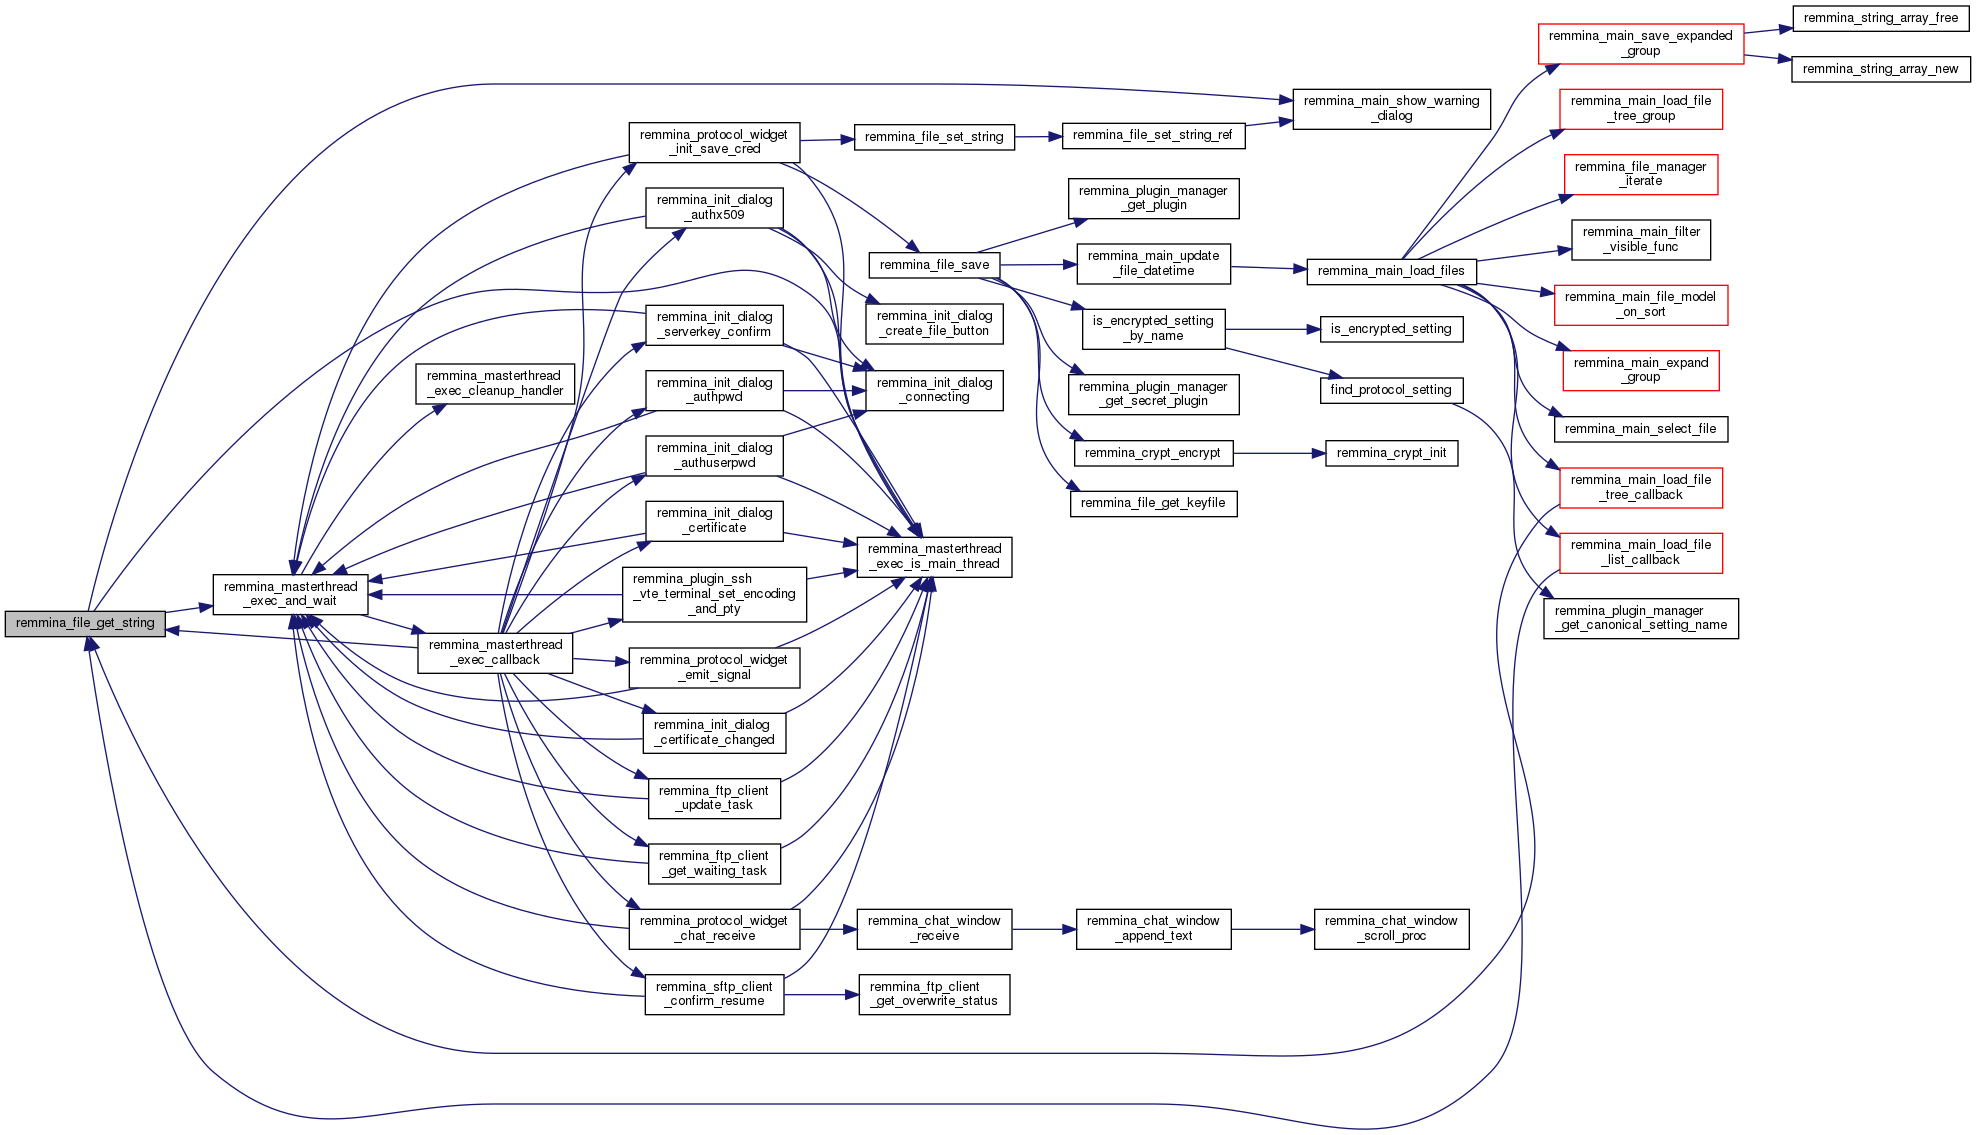 remmina_file_get_string
remmina_masterthread
_exec_and_wait
remmina_masterthread
_exec_cleanup_handler
remmina_masterthread
_exec_callback
remmina_protocol_widget
_init_save_cred
remmina_init_dialog
_authx509
remmina_init_dialog
_serverkey_confirm
remmina_init_dialog
_authpwd
remmina_init_dialog
_authuserpwd
remmina_init_dialog
_certificate
remmina_plugin_ssh
_vte_terminal_set_encoding
_and_pty
remmina_protocol_widget
_emit_signal
remmina_init_dialog
_certificate_changed
remmina_ftp_client
_update_task
remmina_ftp_client
_get_waiting_task
remmina_protocol_widget
_chat_receive
remmina_sftp_client
_confirm_resume
remmina_file_set_string
remmina_file_save
remmina_init_dialog
_create_file_button
remmina_init_dialog
_connecting
remmina_masterthread
_exec_is_main_thread
remmina_chat_window
_receive
remmina_ftp_client
_get_overwrite_status
remmina_file_set_string_ref
remmina_plugin_manager
_get_plugin
remmina_main_update
_file_datetime
is_encrypted_setting
_by_name
remmina_plugin_manager
_get_secret_plugin
remmina_crypt_encrypt
remmina_file_get_keyfile
remmina_chat_window
_append_text
remmina_main_show_warning
_dialog
remmina_main_load_files
is_encrypted_setting
find_protocol_setting
remmina_crypt_init
remmina_chat_window
_scroll_proc
remmina_main_save_expanded
_group
remmina_main_load_file
_tree_group
remmina_file_manager
_iterate
remmina_main_filter
_visible_func
remmina_main_file_model
_on_sort
remmina_main_expand
_group
remmina_main_select_file
remmina_main_load_file
_tree_callback
remmina_main_load_file
_list_callback
remmina_plugin_manager
_get_canonical_setting_name
remmina_string_array_free
remmina_string_array_new